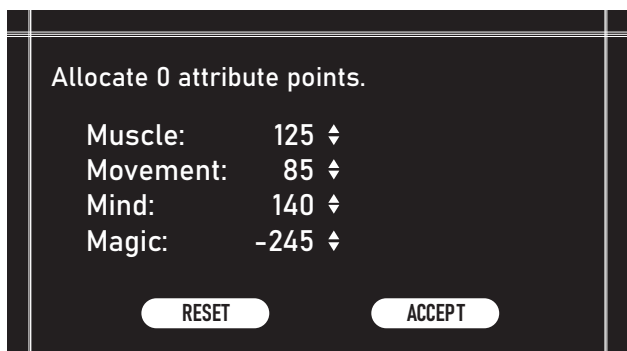 Allocate 0 attribute points.
Muscle: 125
Movement: 85
Mind: 140
Magic: -245
RESET ACCEPT